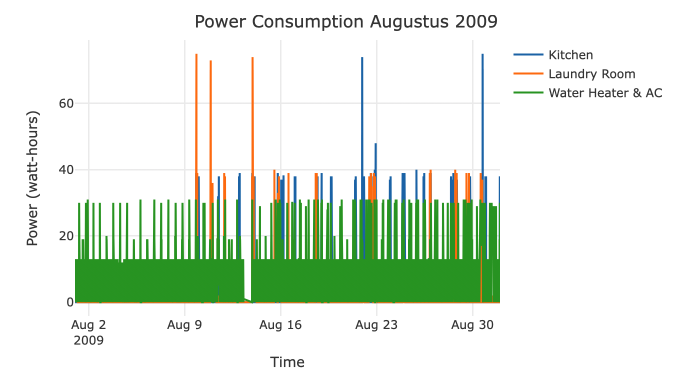 Power Consumption Augustus 2009
Kitchen
Laundry Room
Water Heater & AC
Power (watt-hours)
60
40
20
0
Aug 2
2009
Aug 9
Aug 16
Aug 23
Aug 30
Time